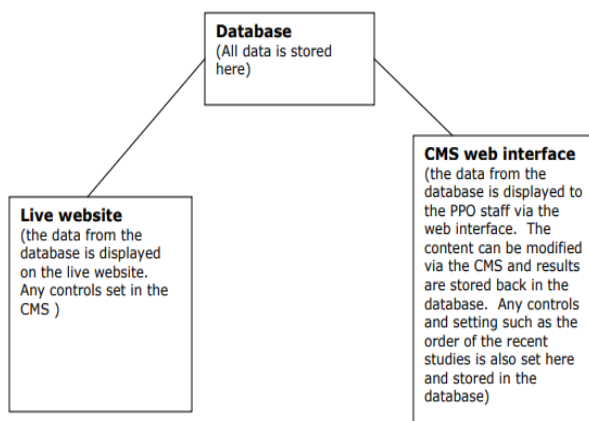 Database
(All data is stored
here)
CMS web interface
(the data from the
database is displayed to
the PPO staff via the
web interface. The
content can be modified
via the CMS and results
are stored back in the
database. Any controls
and setting such as the
order of the recent
studies is also set here
and stored in the
database)
Live website
(the data from the
database is displayed
on the live website.
Any controls set in the
CMS )